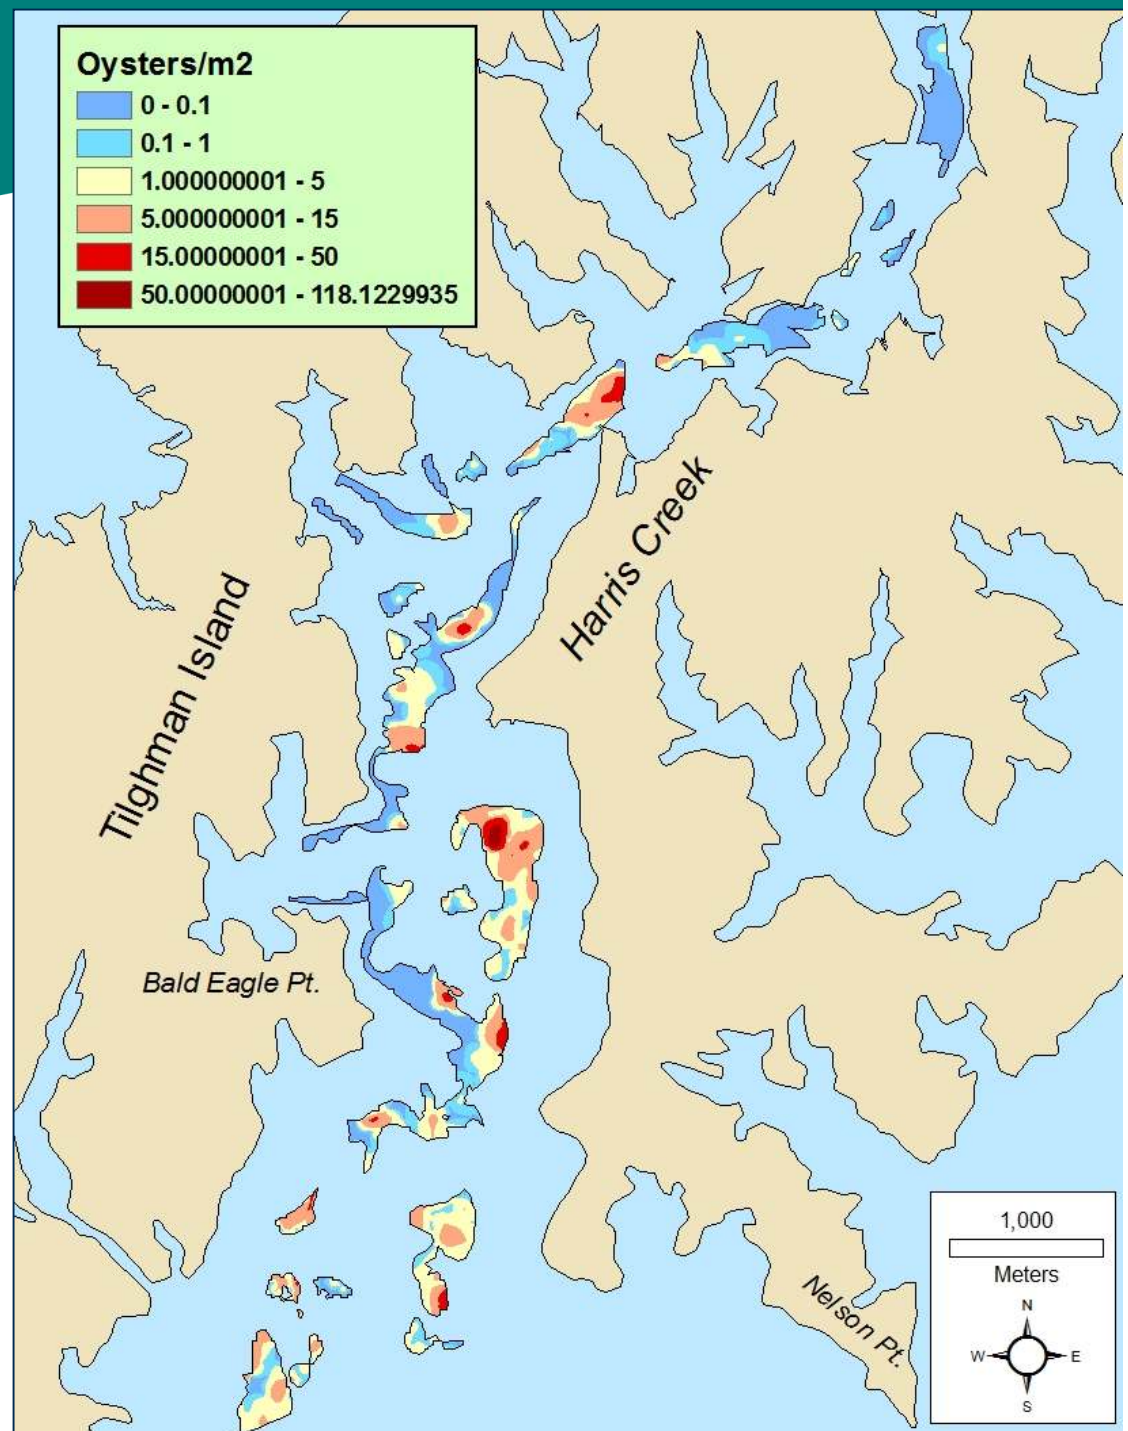 Oysters/m2
0 - 0.1
0.1 - 1
1.000000001 - 5
5.000000001 - 15
15.00000001 - 50
50.00000001 - 118.1229935
Harris Creek
Tilghman Island
Bald Eagle Pt.
Nelson Pt.
1,000
Meters
N
W
E
S